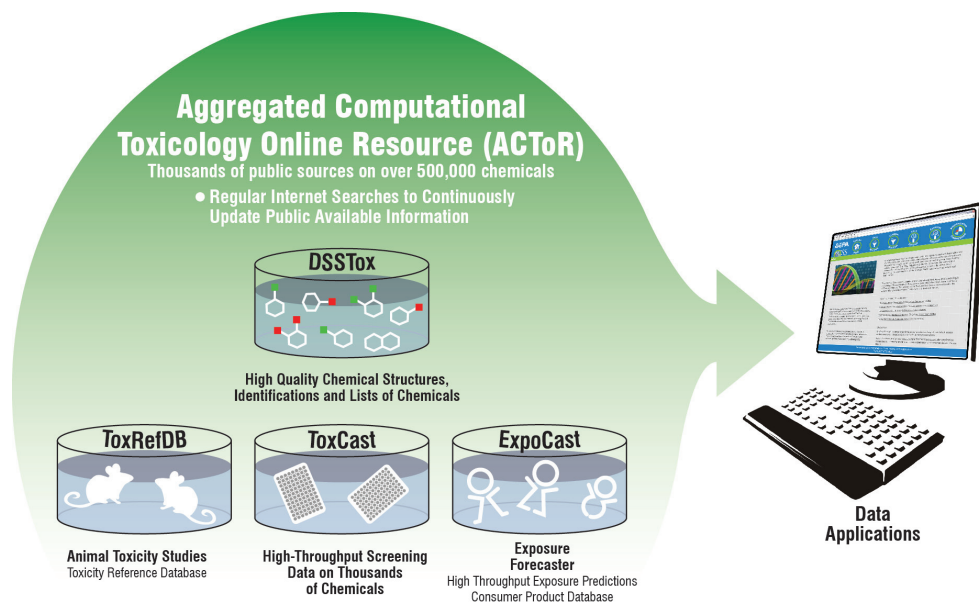 Aggregated Computational
Toxicology Online Resource (ACToR)
Thousands of public sources on over 500,000 chemicals
● Regular Internet Searches to Continuously
Update Public Available Information
DSSTox
High Quality Chemical Structures,
Identifications and Lists of Chemicals
ToxRefDB
Animal Toxicity Studies
Toxicity Reference Database
ToxCast
High-Throughput Screening
Data on Thousands
of Chemicals
ExpoCast
Exposure
Forecaster
High Throughput Exposure Predictions
Consumer Product Database
Data
Applications